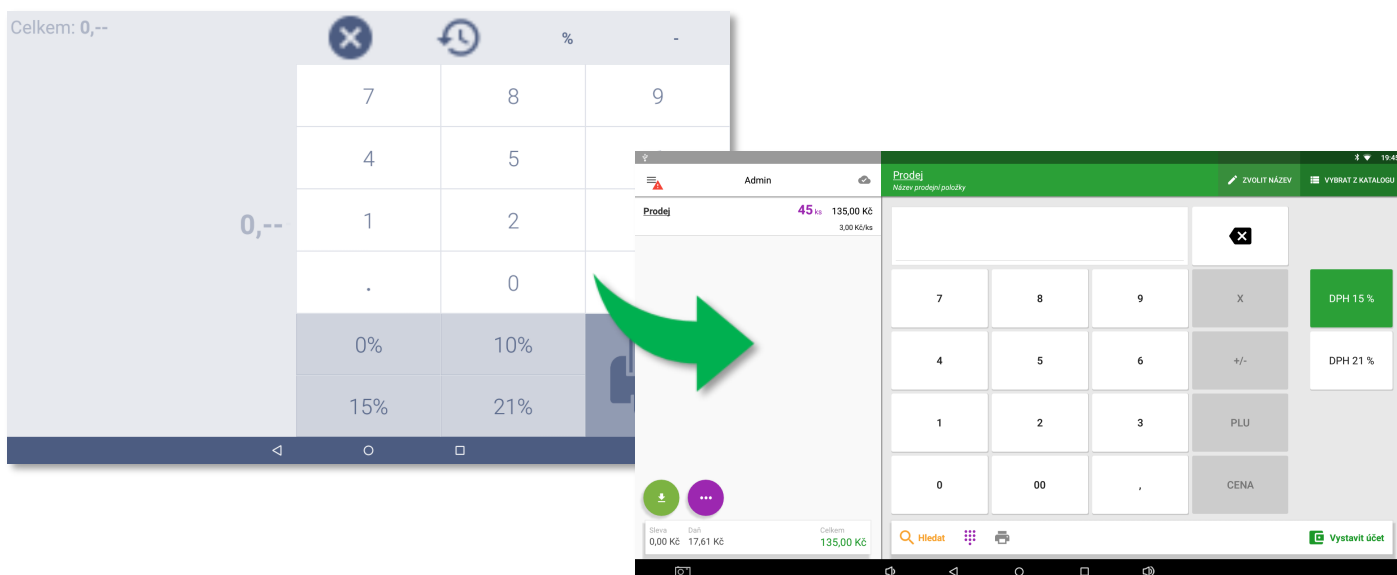 Celkem: 0,--
% -
7 8 9
4 5
0,--
1 2
. 0
0% 10%
15% 21%
19:45
Admin
Prodej
Název prodejní položky
ZVOLIT NÁZEV
VYBRAT Z KATALOGU
Prodej 45 ks 135,00 Kč
3,00 Kč/ks
7 8 9 X DPH 15 %
4 5 6 +/- DPH 21 %
1 2 3 PLU
0 00 , CENA
Sleva Daň Celkem
0,00 Kč 17,61 Kč 135,00 Kč
Hledat
Vystavit účet